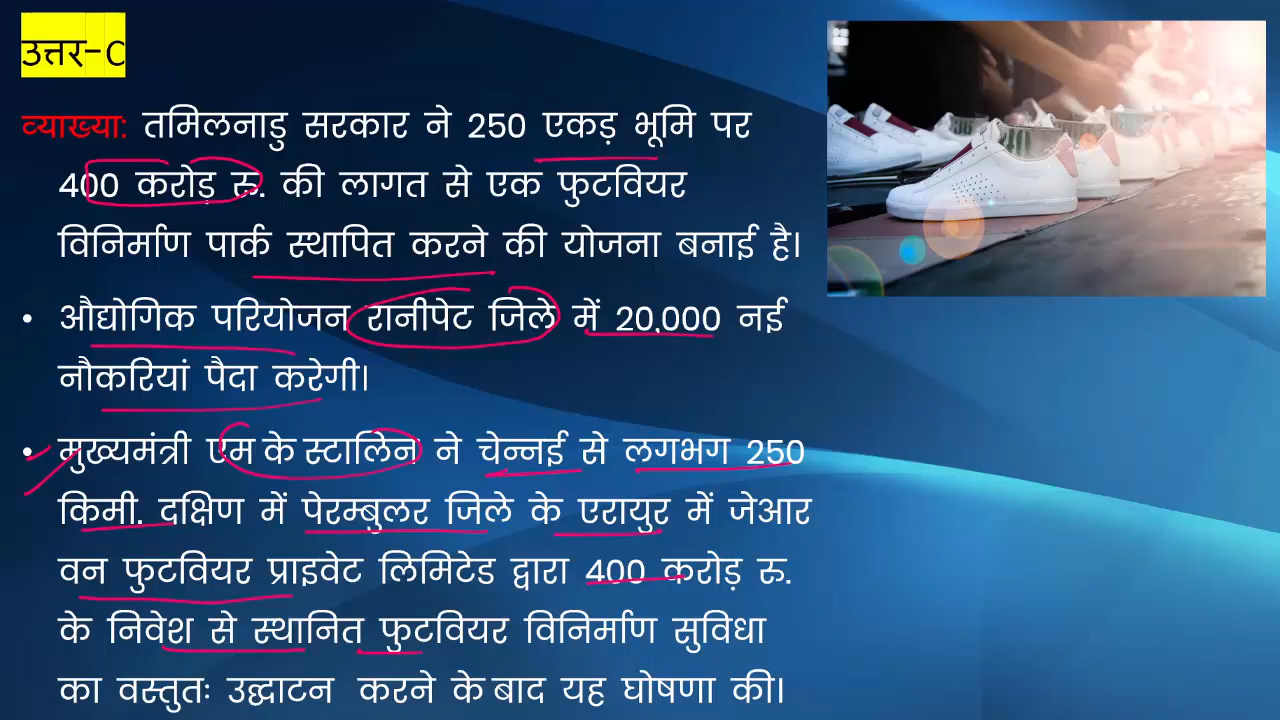 उत्तर-C
व्याख्या: तमिलनाडु सरकार ने 250 एकड़ भूमि पर
400 करोड़ रु. की लागत से एक फुटवियर
विनिर्माण पार्क स्थापित करने की योजना बनाई है।
• औद्योगिक परियोजन रानीपेट जिले में 20,000 नई
नौकरियां पैदा करेगी।
• मुख्यमंत्री एम के स्टालिन ने चेन्नई से लगभग 250
किमी. दक्षिण में पेरम्बुलर जिले के एरायुर में जेआर
वन फुटवियर प्राइवेट लिमिटेड द्वारा 400 करोड़ रु.
के निवेश से स्थानित फुटवियर विनिर्माण सुविधा
का वस्तुतः उद्घाटन करने के बाद यह घोषणा की।